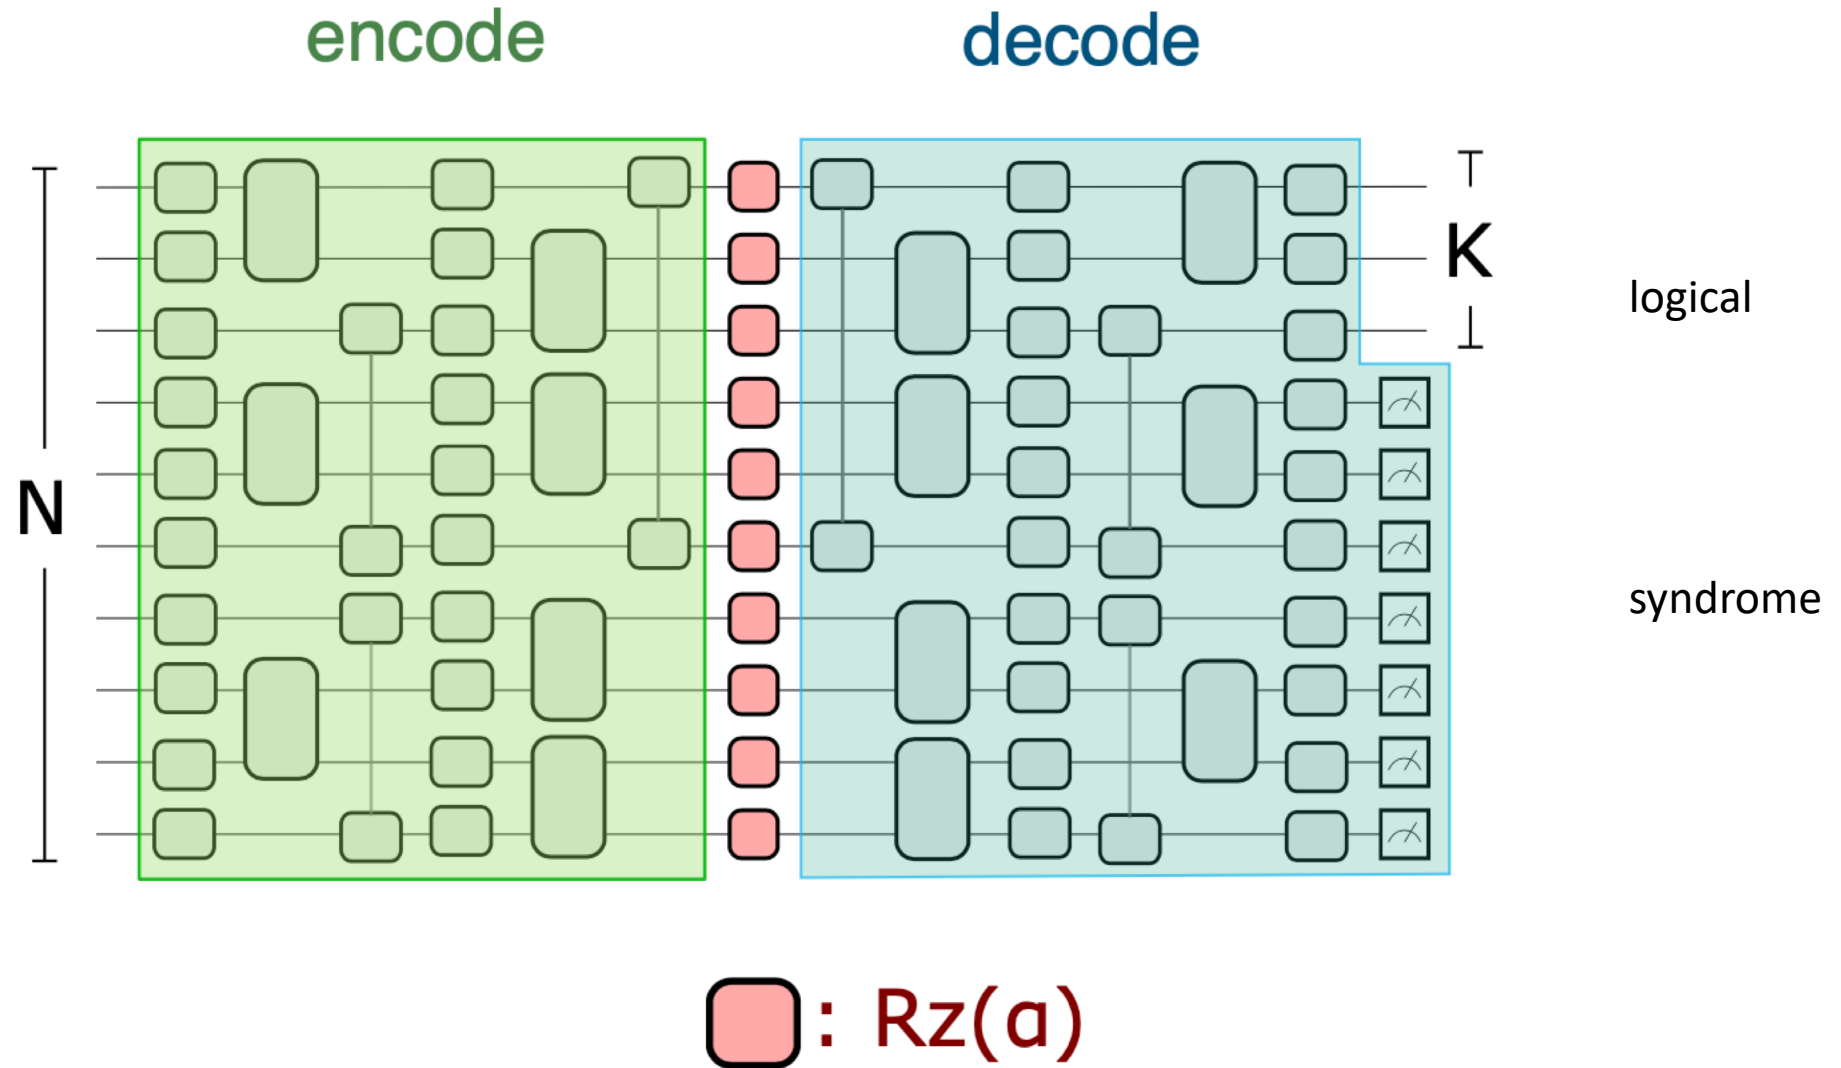 encode
decode
N
K
logical
syndrome
: Rz(a)